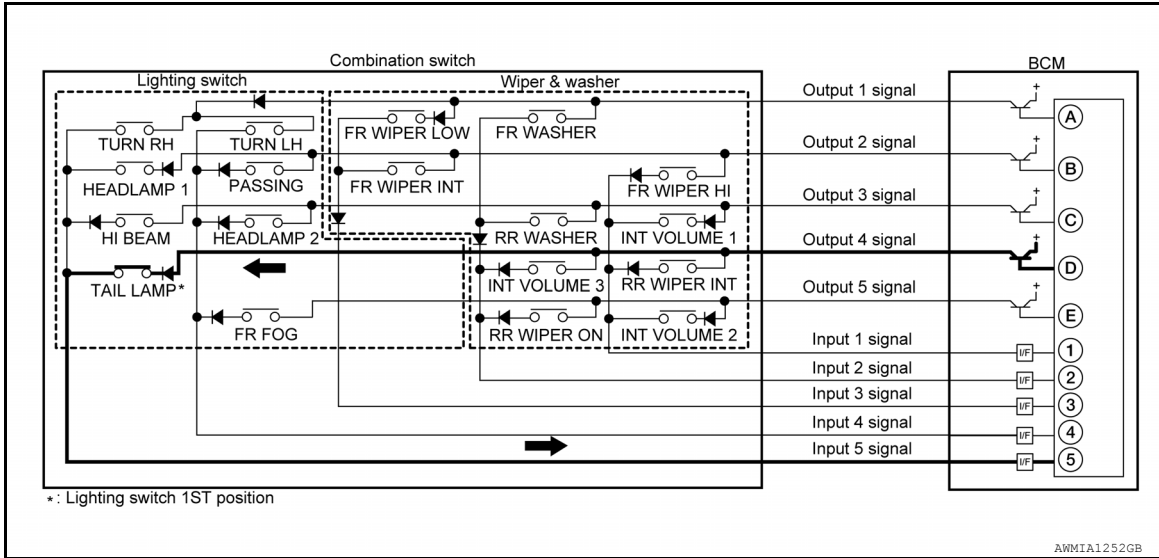 Combination switch
BCM
Lighting switch
Wiper & washer
Output 1 signal
+
A
TURN RH
TURN LH
FR WIPER LOW
FR WASHER
Output 2 signal
+
B
HEADLAMP 1
PASSING
FR WIPER INT
FR WIPER HI
Output 3 signal
+
C
HI BEAM
HEADLAMP 2
RR WASHER
INT VOLUME 1
Output 4 signal
+
D
TAIL LAMP*
INT VOLUME 3
RR WIPER INT
Output 5 signal
+
E
FR FOG
RR WIPER ON
INT VOLUME 2
Input 1 signal
I/F
1
Input 2 signal
I/F
2
Input 3 signal
I/F
3
Input 4 signal
I/F
4
Input 5 signal
I/F
5
*: Lighting switch 1ST position
AWMIA1252GB